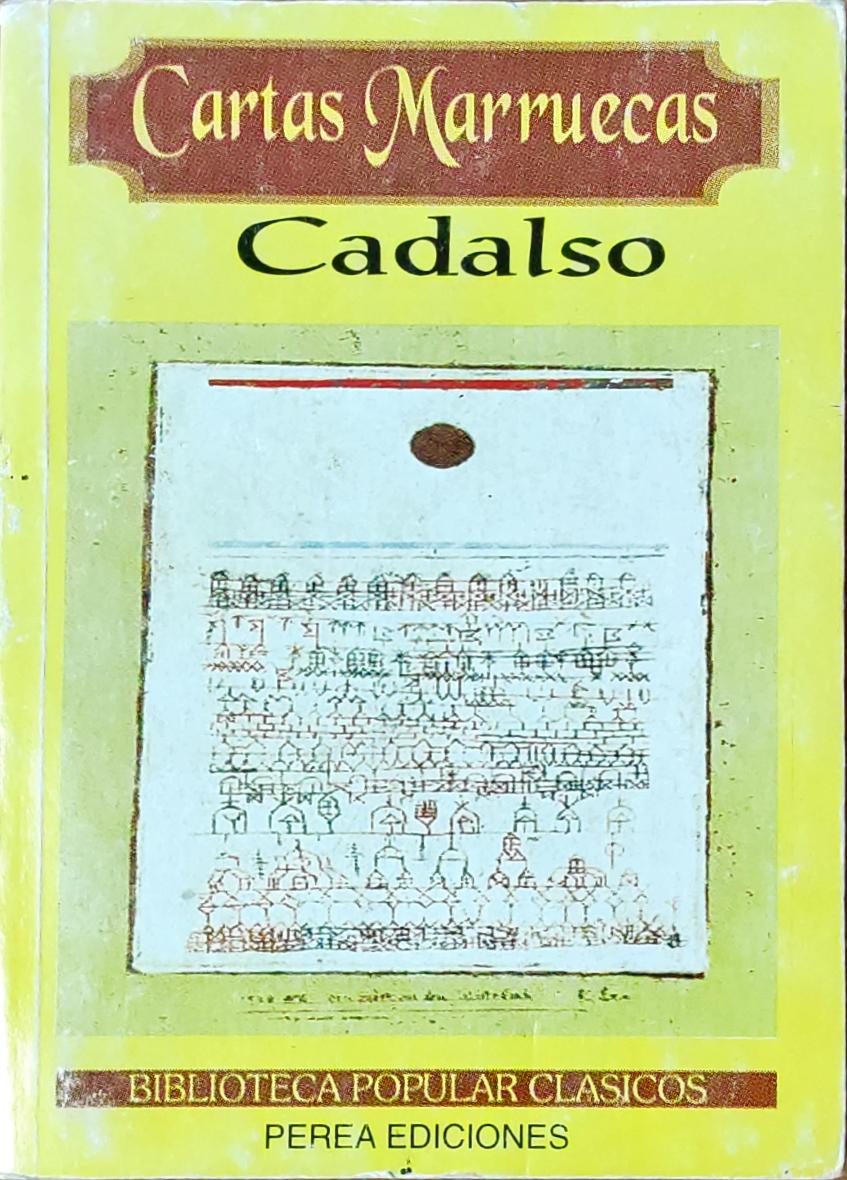 Cartas Marruecas
Cadalso
BIBLIOTECA POPULAR CLASICOS
PEREA EDICIONES